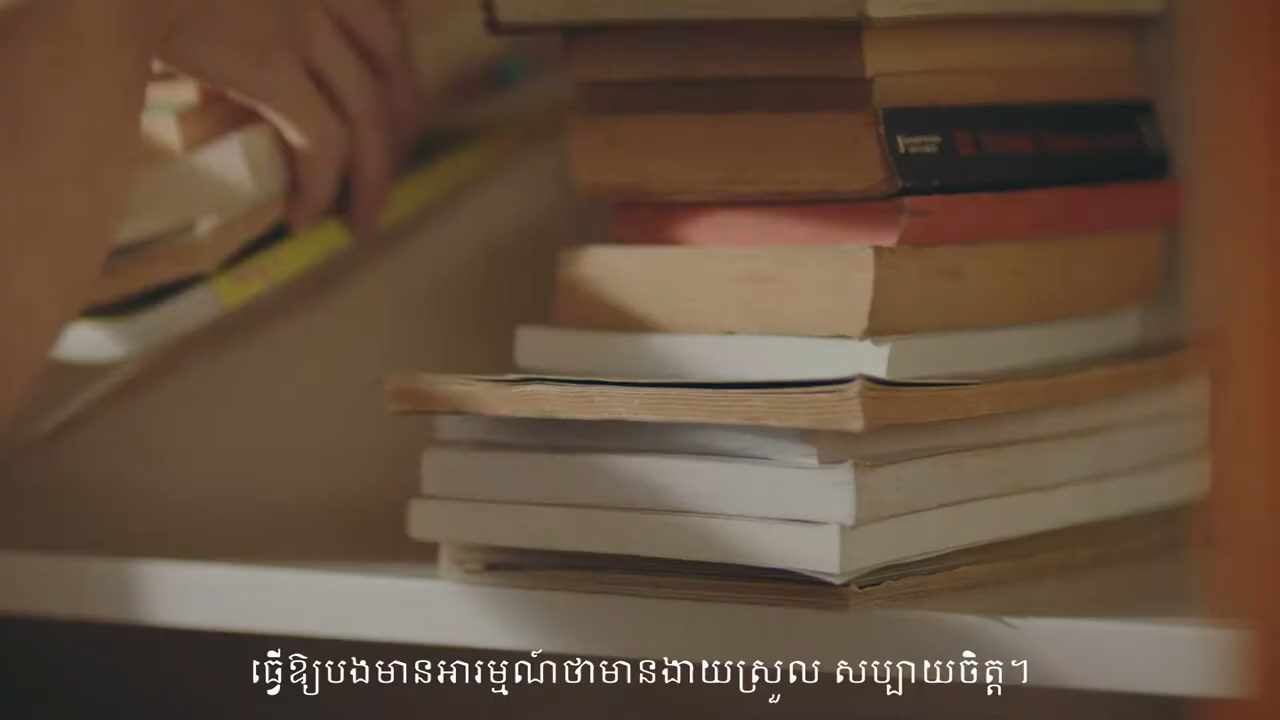 ធ្វើឱ្យបងមានអារម្មណ៍ថាមានងាយស្រួល សប្បាយចិត្ត។